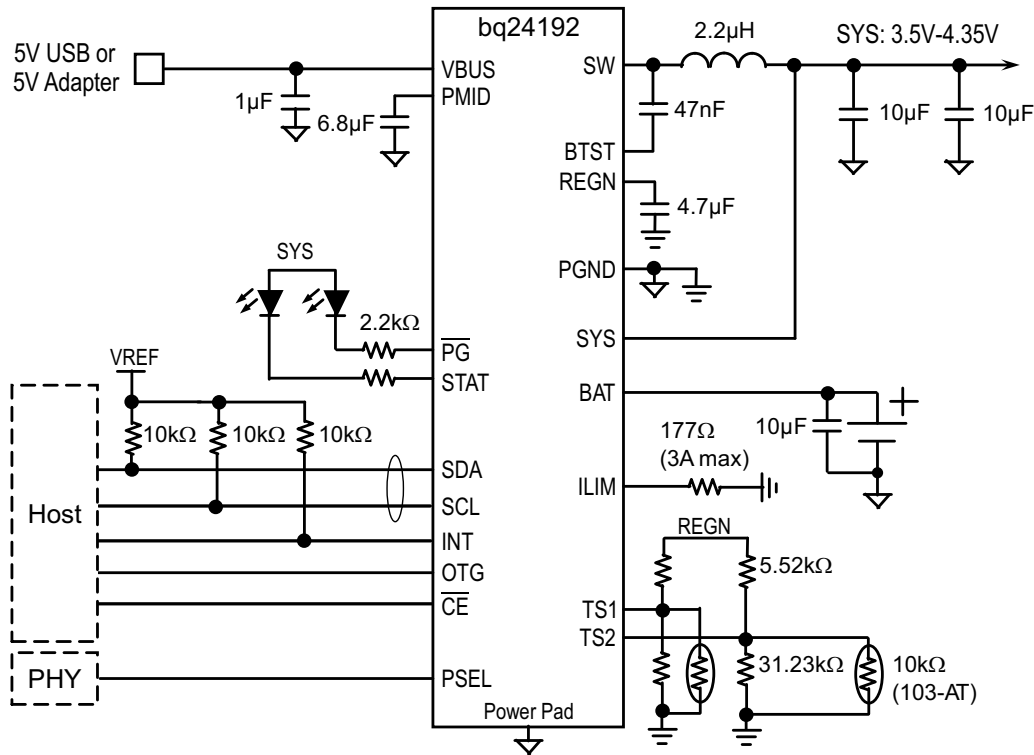 bq24192
5V USB or
5V Adapter
VBUS
PMID
1µF
6.8µF
SW
2.2µH
SYS: 3.5V-4.35V
47nF
10µF
10µF
BTST
REGN
4.7µF
PGND
SYS
SYS
2.2kΩ
PG
STAT
VREF
10kΩ
10kΩ
10kΩ
BAT
10µF
177Ω
(3A max)
ILIM
Host
SDA
SCL
INT
OTG
CE
REGN
5.52kΩ
TS1
TS2
31.23kΩ
10kΩ
(103-AT)
PHY
PSEL
Power Pad